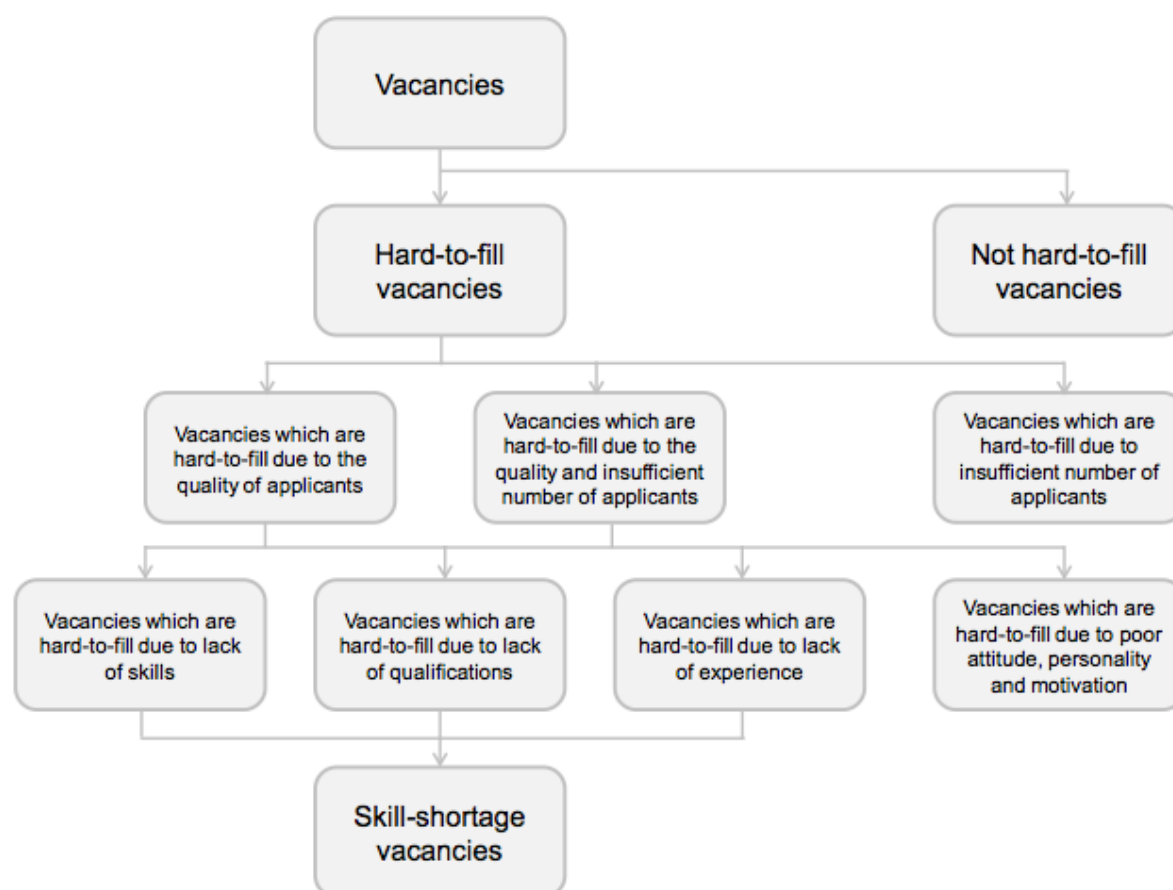 Vacancies
Hard-to-fill
vacancies
Not hard-to-fill
vacancies
Vacancies which are
hard-to-fill due to the
quality of applicants
Vacancies which are
hard-to-fill due to the
quality and insufficient
number of applicants
Vacancies which are
hard-to-fill due to
insufficient number of
applicants
Vacancies which are
hard-to-fill due to lack
of skills
Vacancies which are
hard-to-fill due to lack
of qualifications
Vacancies which are
hard-to-fill due to lack
of experience
Vacancies which are
hard-to-fill due to poor
attitude, personality
and motivation
Skill-shortage
vacancies